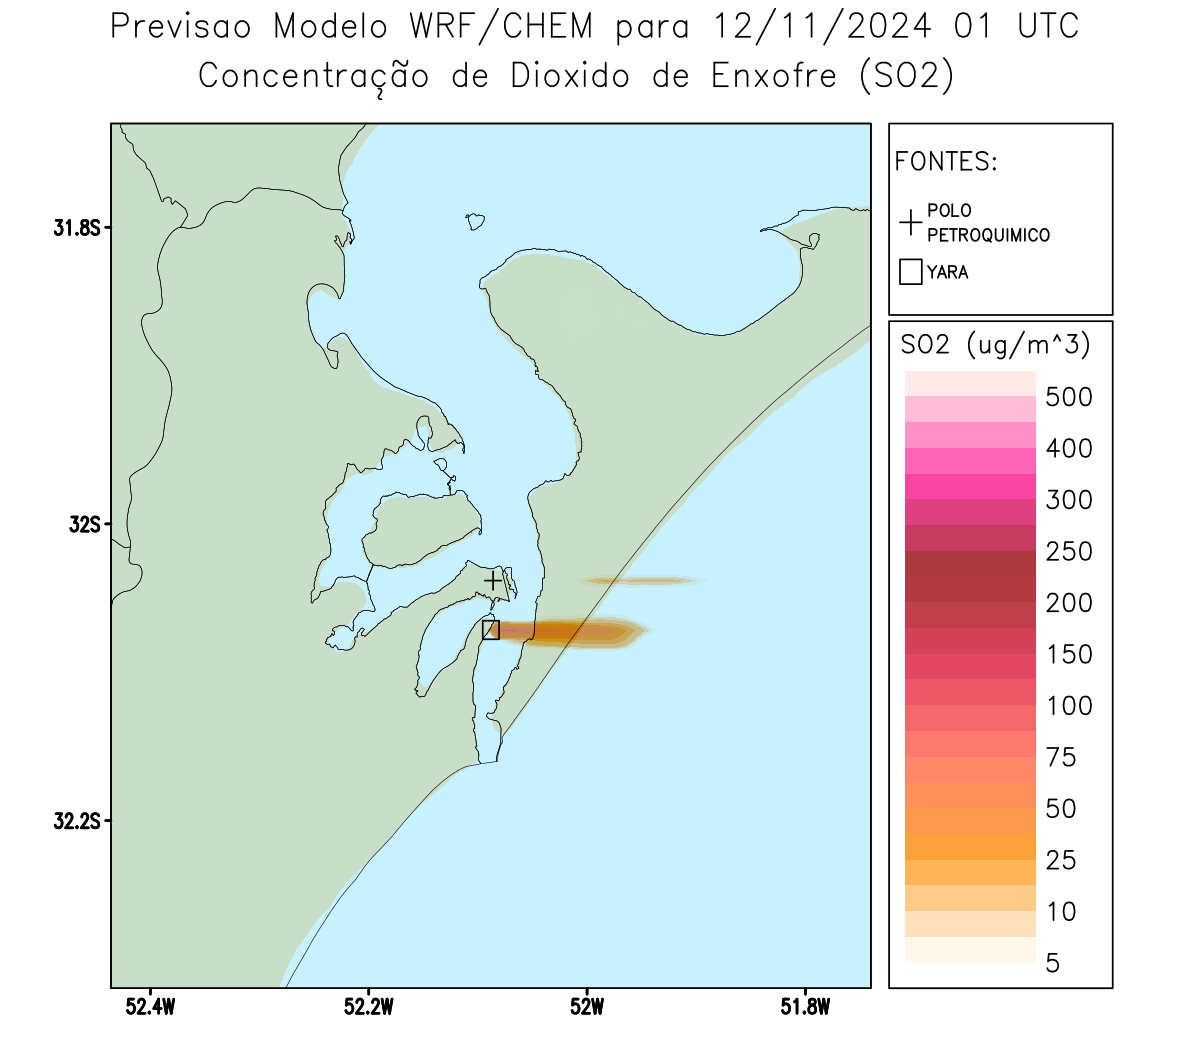 Previsao Modelo WRF/CHEM para 12/11/2024 01 UTC
Concentração de Dioxido de Enxofre (SO2)
FONTES:
POLO
PETROQUIMICO
YARA
31.8S
32S
32.2S
52.4W
52.2W
52W
51.8W
SO2 (ug/m^3)
500
400
300
250
200
150
100
75
50
25
10
5